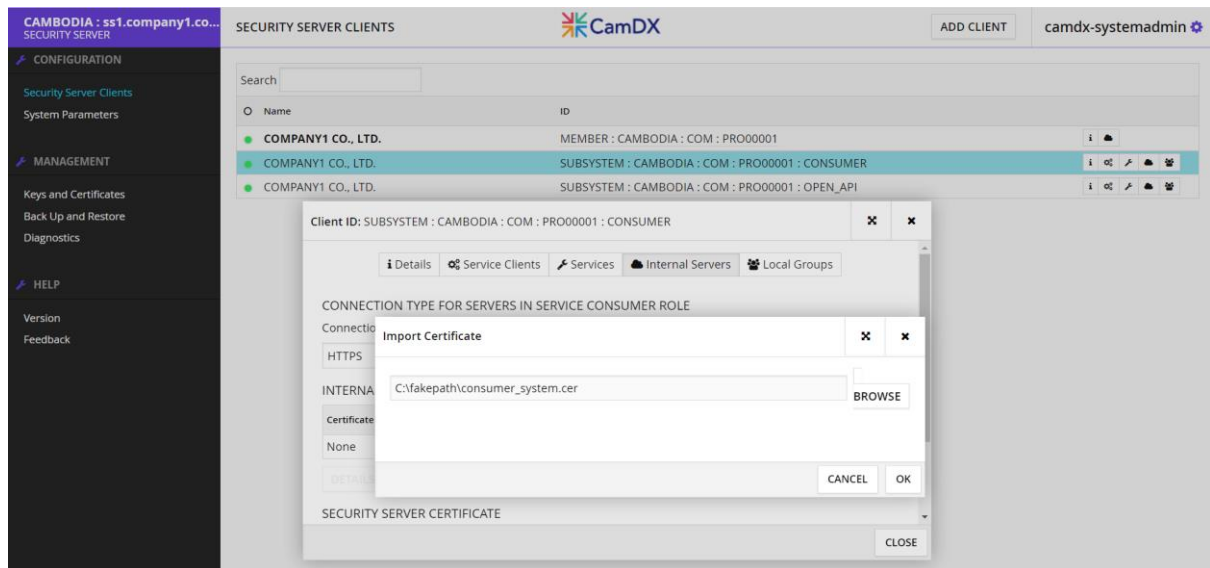 CAMBODIA : ss1.company1.co...
SECURITY SERVER
SECURITY SERVER CLIENTS
CamDX
ADD CLIENT
camdx-systemadmin
CONFIGURATION
Security Server Clients
System Parameters
MANAGEMENT
Keys and Certificates
Back Up and Restore
Diagnostics
HELP
Version
Feedback
Search
Name ID
COMPANY1 CO., LTD. MEMBER : CAMBODIA : COM : PRO00001
COMPANY1 CO., LTD. SUBSYSTEM : CAMBODIA : COM : PRO00001 : CONSUMER
COMPANY1 CO., LTD. SUBSYSTEM : CAMBODIA : COM : PRO00001 : OPEN_API
Client ID: SUBSYSTEM : CAMBODIA : COM : PRO00001 : CONSUMER
Details Service Clients Services Internal Servers Local Groups
CONNECTION TYPE FOR SERVERS IN SERVICE CONSUMER ROLE
Connectio
HTTPS
INTERNA
Certificate
None
DETAILS
Import Certificate
C:\fakepath\consumer_system.cer
BROWSE
CANCEL OK
SECURITY SERVER CERTIFICATE
CLOSE